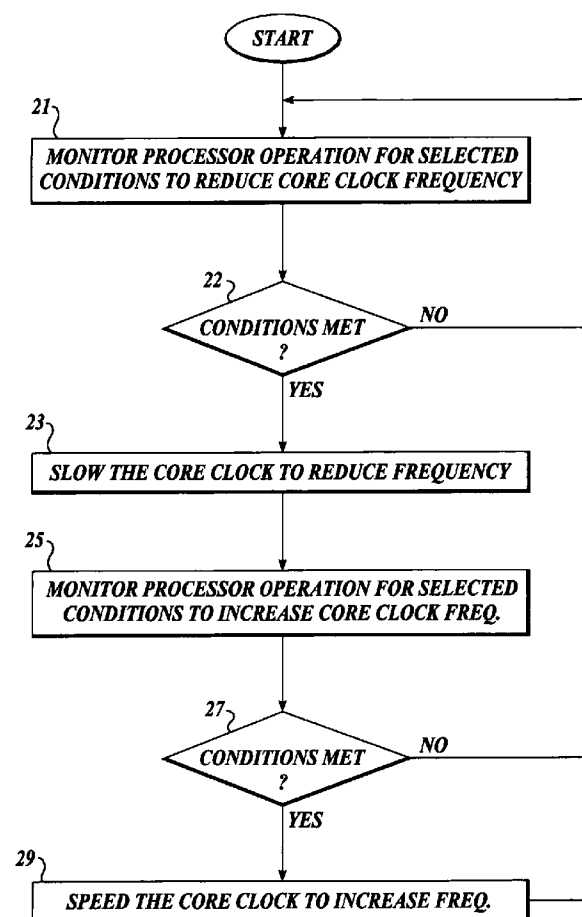 START
21
MONITOR PROCESSOR OPERATION FOR SELECTED
CONDITIONS TO REDUCE CORE CLOCK FREQUENCY
22
CONDITIONS MET
?
NO
YES
23
SLOW THE CORE CLOCK TO REDUCE FREQUENCY
25
MONITOR PROCESSOR OPERATION FOR SELECTED
CONDITIONS TO INCREASE CORE CLOCK FREQ.
27
CONDITIONS MET
?
NO
YES
29
SPEED THE CORE CLOCK TO INCREASE FREQ.